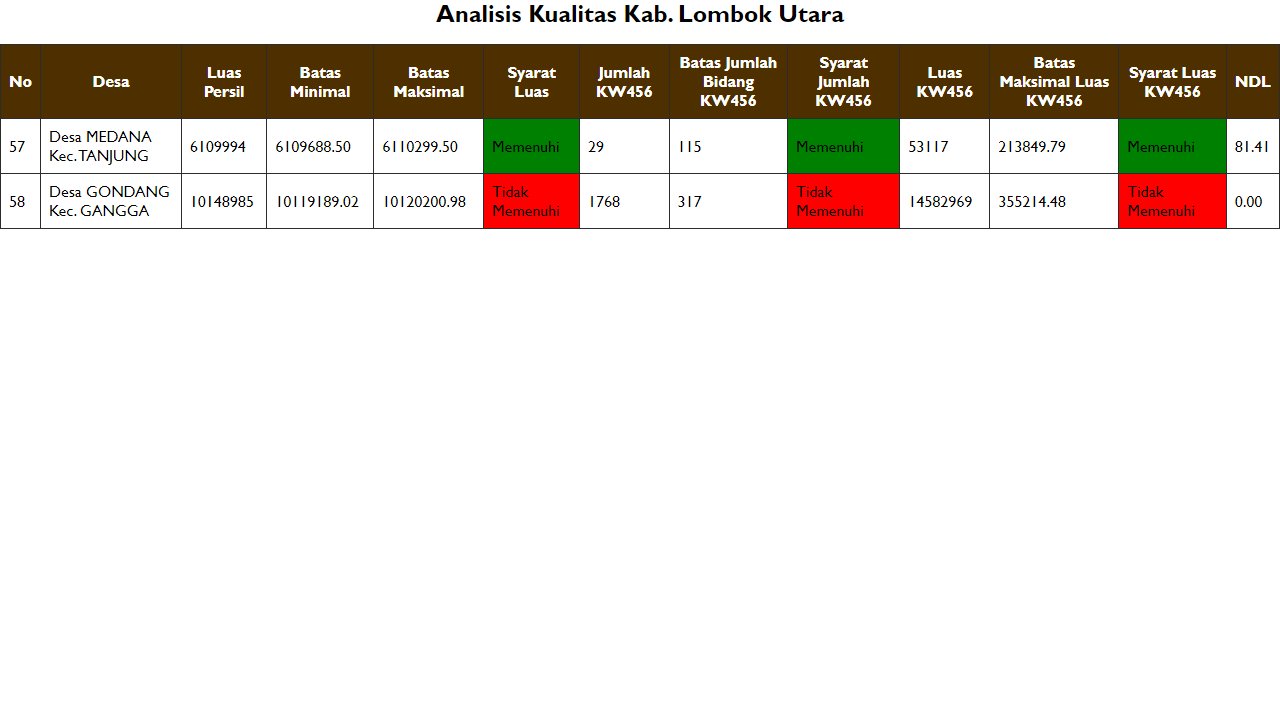 Analisis Kualitas Kab. Lombok Utara
No Desa Luas Persil Batas Minimal Batas Maksimal Syarat Luas Jumlah KW456 Batas Jumlah Bidang KW456 Syarat Jumlah KW456 Luas KW456 Batas Maksimal Luas KW456 Syarat Luas KW456 NDL
57 Desa MEDANA Kec. TANJUNG 6109994 6109688.50 6110299.50 Memenuhi 29 115 Memenuhi 53117 213849.79 Memenuhi 81.41
58 Desa GONDANG Kec. GANGGA 10148985 10119189.02 10120200.98 Tidak Memenuhi 1768 317 Tidak Memenuhi 14582969 355214.48 Tidak Memenuhi 0.00